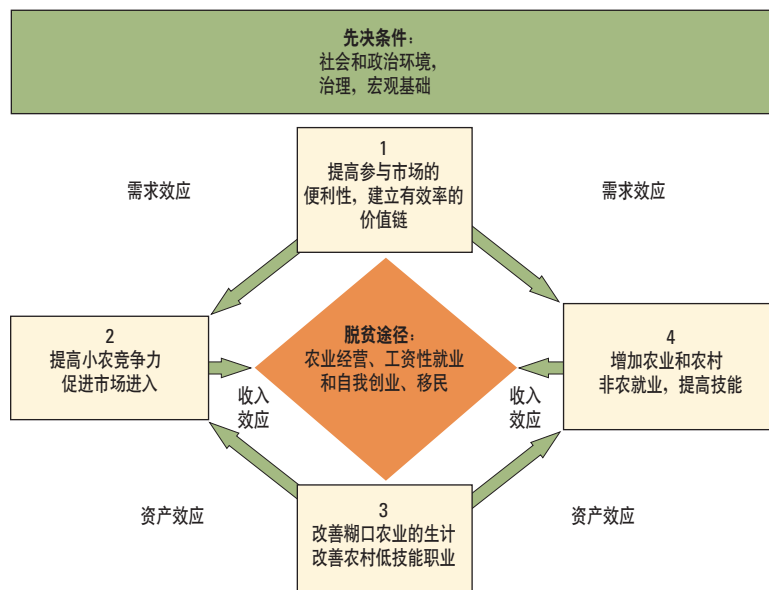 先决条件：
社会和政治环境，
治理，宏观基础
1
提高参与市场的
便利性，建立有效率的
价值链
需求效应
需求效应
2
提高小农竞争力
促进市场进入
脱贫途径：
农业经营、工资性就业
和自我创业、移民
4
增加农业和农村
非农就业，提高技能
收入
效应
收入
效应
资产效应
资产效应
3
改善糊口农业的生计
改善农村低技能职业